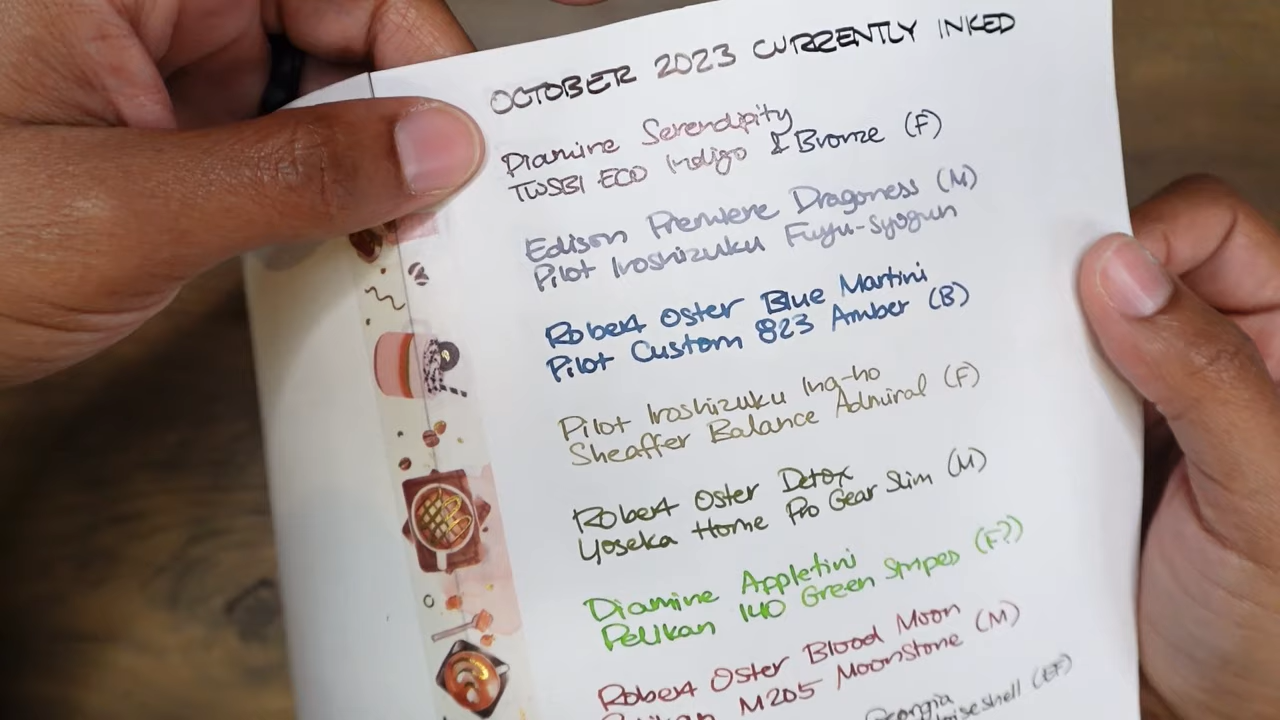 OCTOBER 2023 CURRENTLY INKED
Diamine Serendipity
TWSBI ECO Indigo & Bronze (F)
Edison Premiere Dragoness (M)
Pilot Iroshizuku Fuyu-Syogun
Robert Oster Blue Martini
Pilot Custom 823 Amber (B)
Pilot Iroshizuku Ina-ho
Sheaffer Balance Admiral (F)
Robert Oster Detox
Yoseka Home Pro Gear Slim (M)
Diamine Appletini
Pelikan 140 Green Striped (F?)
Robert Oster Blood Moon
Pelikan M205 Moonstone (M)
Georgia
(EF)